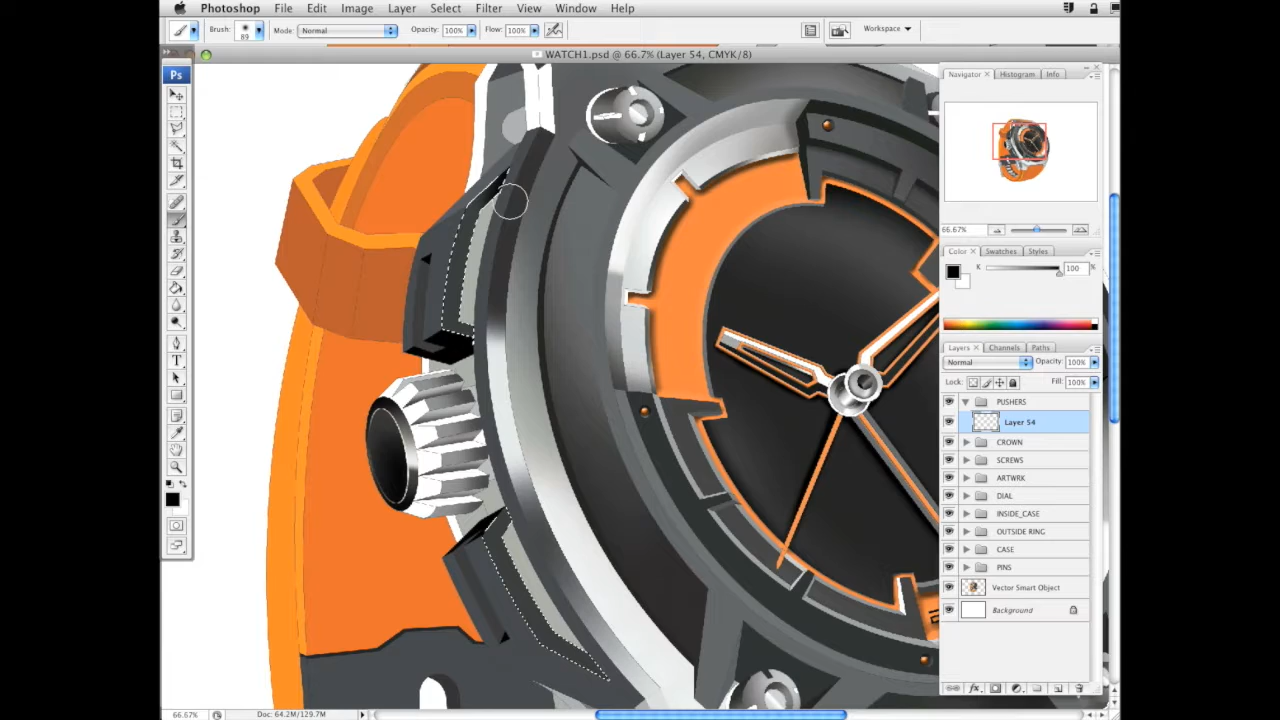 Photoshop File Edit Image Layer Select Filter View Window Help
Brush: 89 Mode: Normal Opacity: 100% Flow: 100% Workspace
WATCH1.psd @ 66.7% (Layer 54, CMYK/8)
Ps
T
Navigator × Histogram Info
66.67%
Color × Swatches Styles
K 100 %
Layers × Channels Paths
Normal Opacity: 100%
Lock: Fill: 100%
PUSHERS
Layer 54
CROWN
SCREWS
ARTWRK
DIAL
INSIDE_CASE
OUTSIDE RING
CASE
PINS
Vector Smart Object
Background
fx
66.67% Doc: 64.2M/129.7M